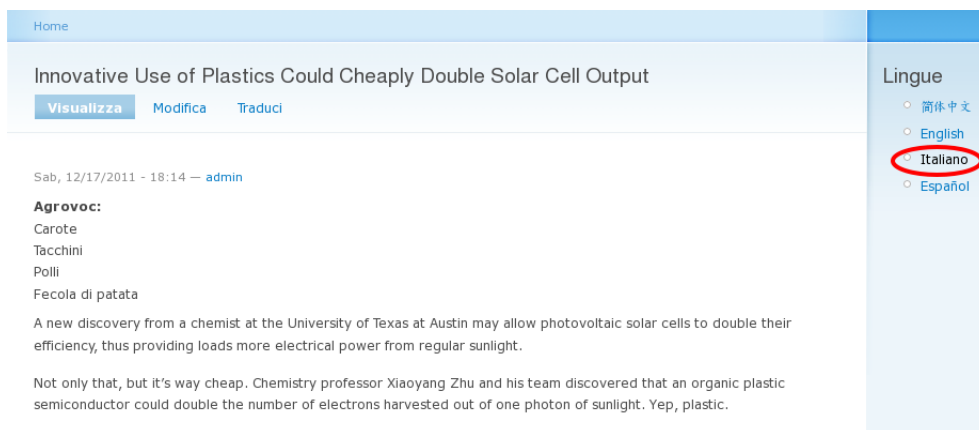 Home
Innovative Use of Plastics Could Cheaply Double Solar Cell Output
Visualizza Modifica Traduci
Sab, 12/17/2011 - 18:14 — admin
Agrovoc:
Carote
Tacchini
Polli
Fecola di patata
A new discovery from a chemist at the University of Texas at Austin may allow photovoltaic solar cells to double their
efficiency, thus providing loads more electrical power from regular sunlight.
Not only that, but it’s way cheap. Chemistry professor Xiaoyang Zhu and his team discovered that an organic plastic
semiconductor could double the number of electrons harvested out of one photon of sunlight. Yep, plastic.
Lingue
简体中文
English
Italiano
Español